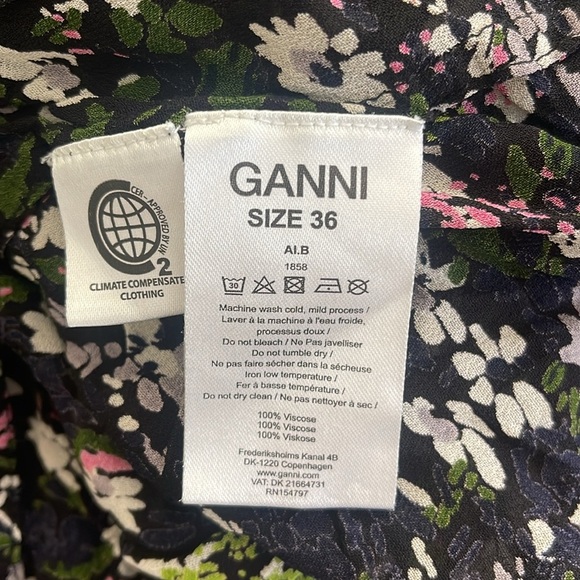 CER - APPROVED BY UN
2
CLIMATE COMPENSATE
CLOTHING
GANNI
SIZE 36
AI.B
1858
30
Machine wash cold, mild process /
Laver à la machine à l'eau froide,
processus doux /
Do not bleach / Ne Pas javelliser
Do not tumble dry /
Ne pas faire sécher dans la sécheuse
Iron low temperature /
Fer à basse température /
Do not dry clean / Ne pas nettoyer à sec /
100% Viscose
100% Viscose
100% Viskose
Frederiksholms Kanal 4B
DK-1220 Copenhagen
www.ganni.com
VAT: DK 21664731
RN154797